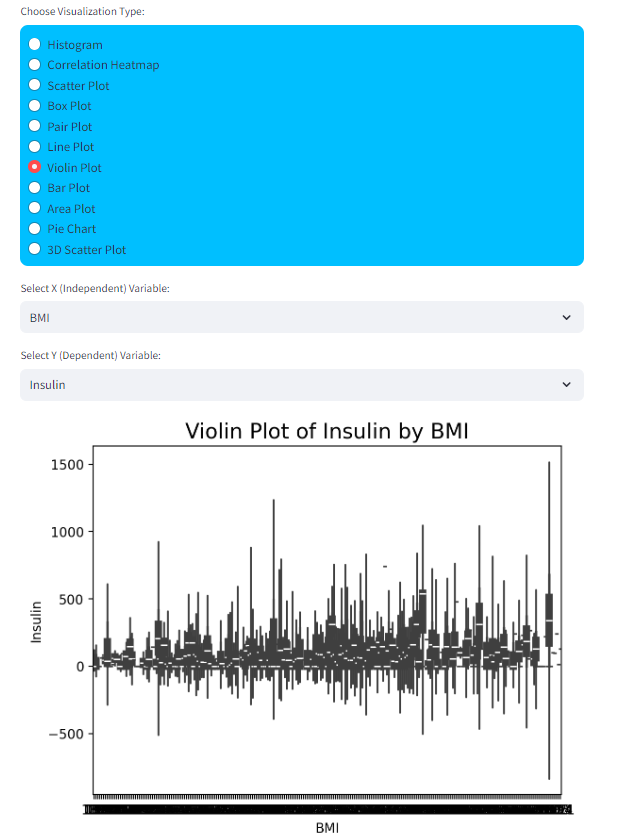 Choose Visualization Type:
Histogram
Correlation Heatmap
Scatter Plot
Box Plot
Pair Plot
Line Plot
Violin Plot
Bar Plot
Area Plot
Pie Chart
3D Scatter Plot
Select X (Independent) Variable:
BMI
Select Y (Dependent) Variable:
Insulin
Violin Plot of Insulin by BMI
1500
1000
500
0
−500
Insulin
BMI